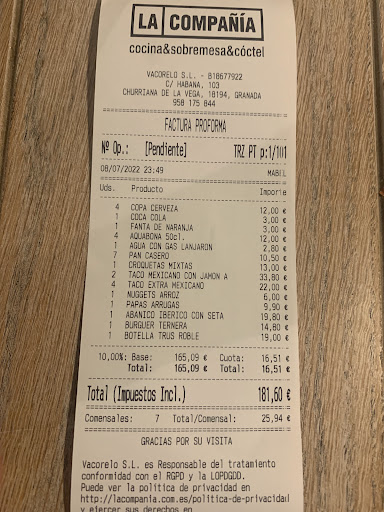 LA COMPAÑÍA
cocina&sobremesa&cóctel
VACORELO S.L. - B18677922
C/ HABANA, 103
CHURRIANA DE LA VEGA, 18194, GRANADA
958 175 844
FACTURA PROFORMA
Nº Op.: [Pendiente] TRZ PT p:1/101
08/07/2022 23:49 MABEL
Uds. Producto Importe
4 COPA CERVEZA 12,00 €
1 COCA COLA 3,00 €
1 FANTA DE NARANJA 3,00 €
4 AQUABONA 50cl. 12,00 €
1 AGUA CON GAS LANJARON 2,80 €
7 PAN CASERO 10,50 €
1 CROQUETAS MIXTAS 13,00 €
2 TACO MEXICANO CON JAMON A 33,80 €
2 TACO EXTRA MEXICANO 22,00 €
1 NUGGETS ARROZ 6,00 €
1 PAPAS ARRUGAS 9,90 €
1 ABANICO IBERICO CON SETA 19,80 €
1 BURGUER TERNERA 14,80 €
1 BOTELLA TRUS ROBLE 19,00 €
10,00%: Base: 165,09 € Cuota: 16,51 €
Total: 165,09 € Total: 16,51 €
Total (Impuestos Incl.) 181,60 €
Comensales: 7 Total/Comensal: 25,94 €
GRACIAS POR SU VISITA
Vacorelo S.L. es Responsable del tratamiento
conformidad con el RGPD y la LOPDGDD.
Puede ver la política de privacidad en
http://lacompania.com.es/politica-de-privacidad
y ejercer sus derechos en